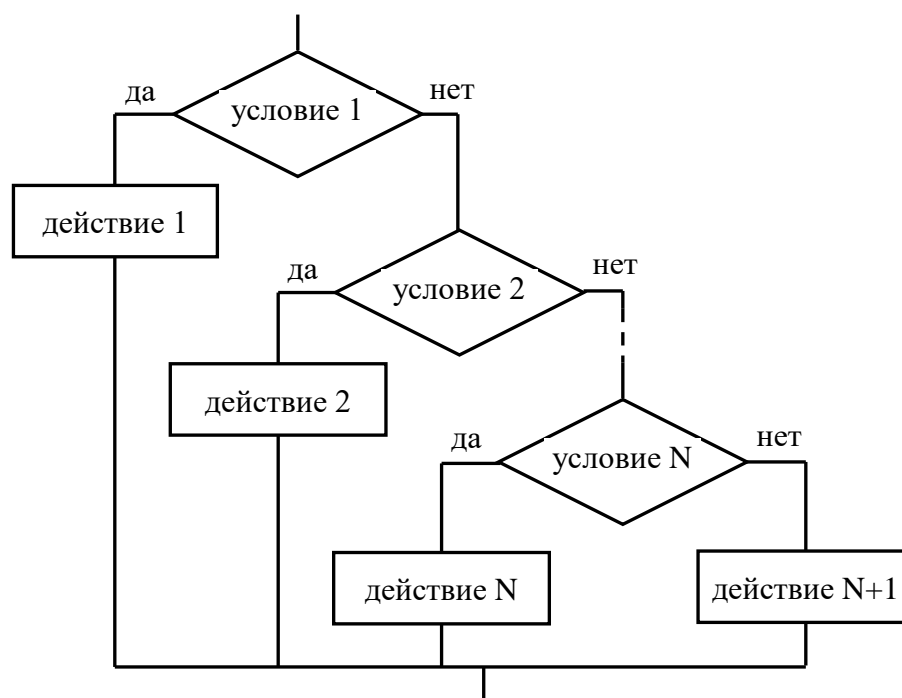 да
нет
условие 1
действие 1
да
нет
условие 2
действие 2
да
нет
условие N
действие N
действие N+1